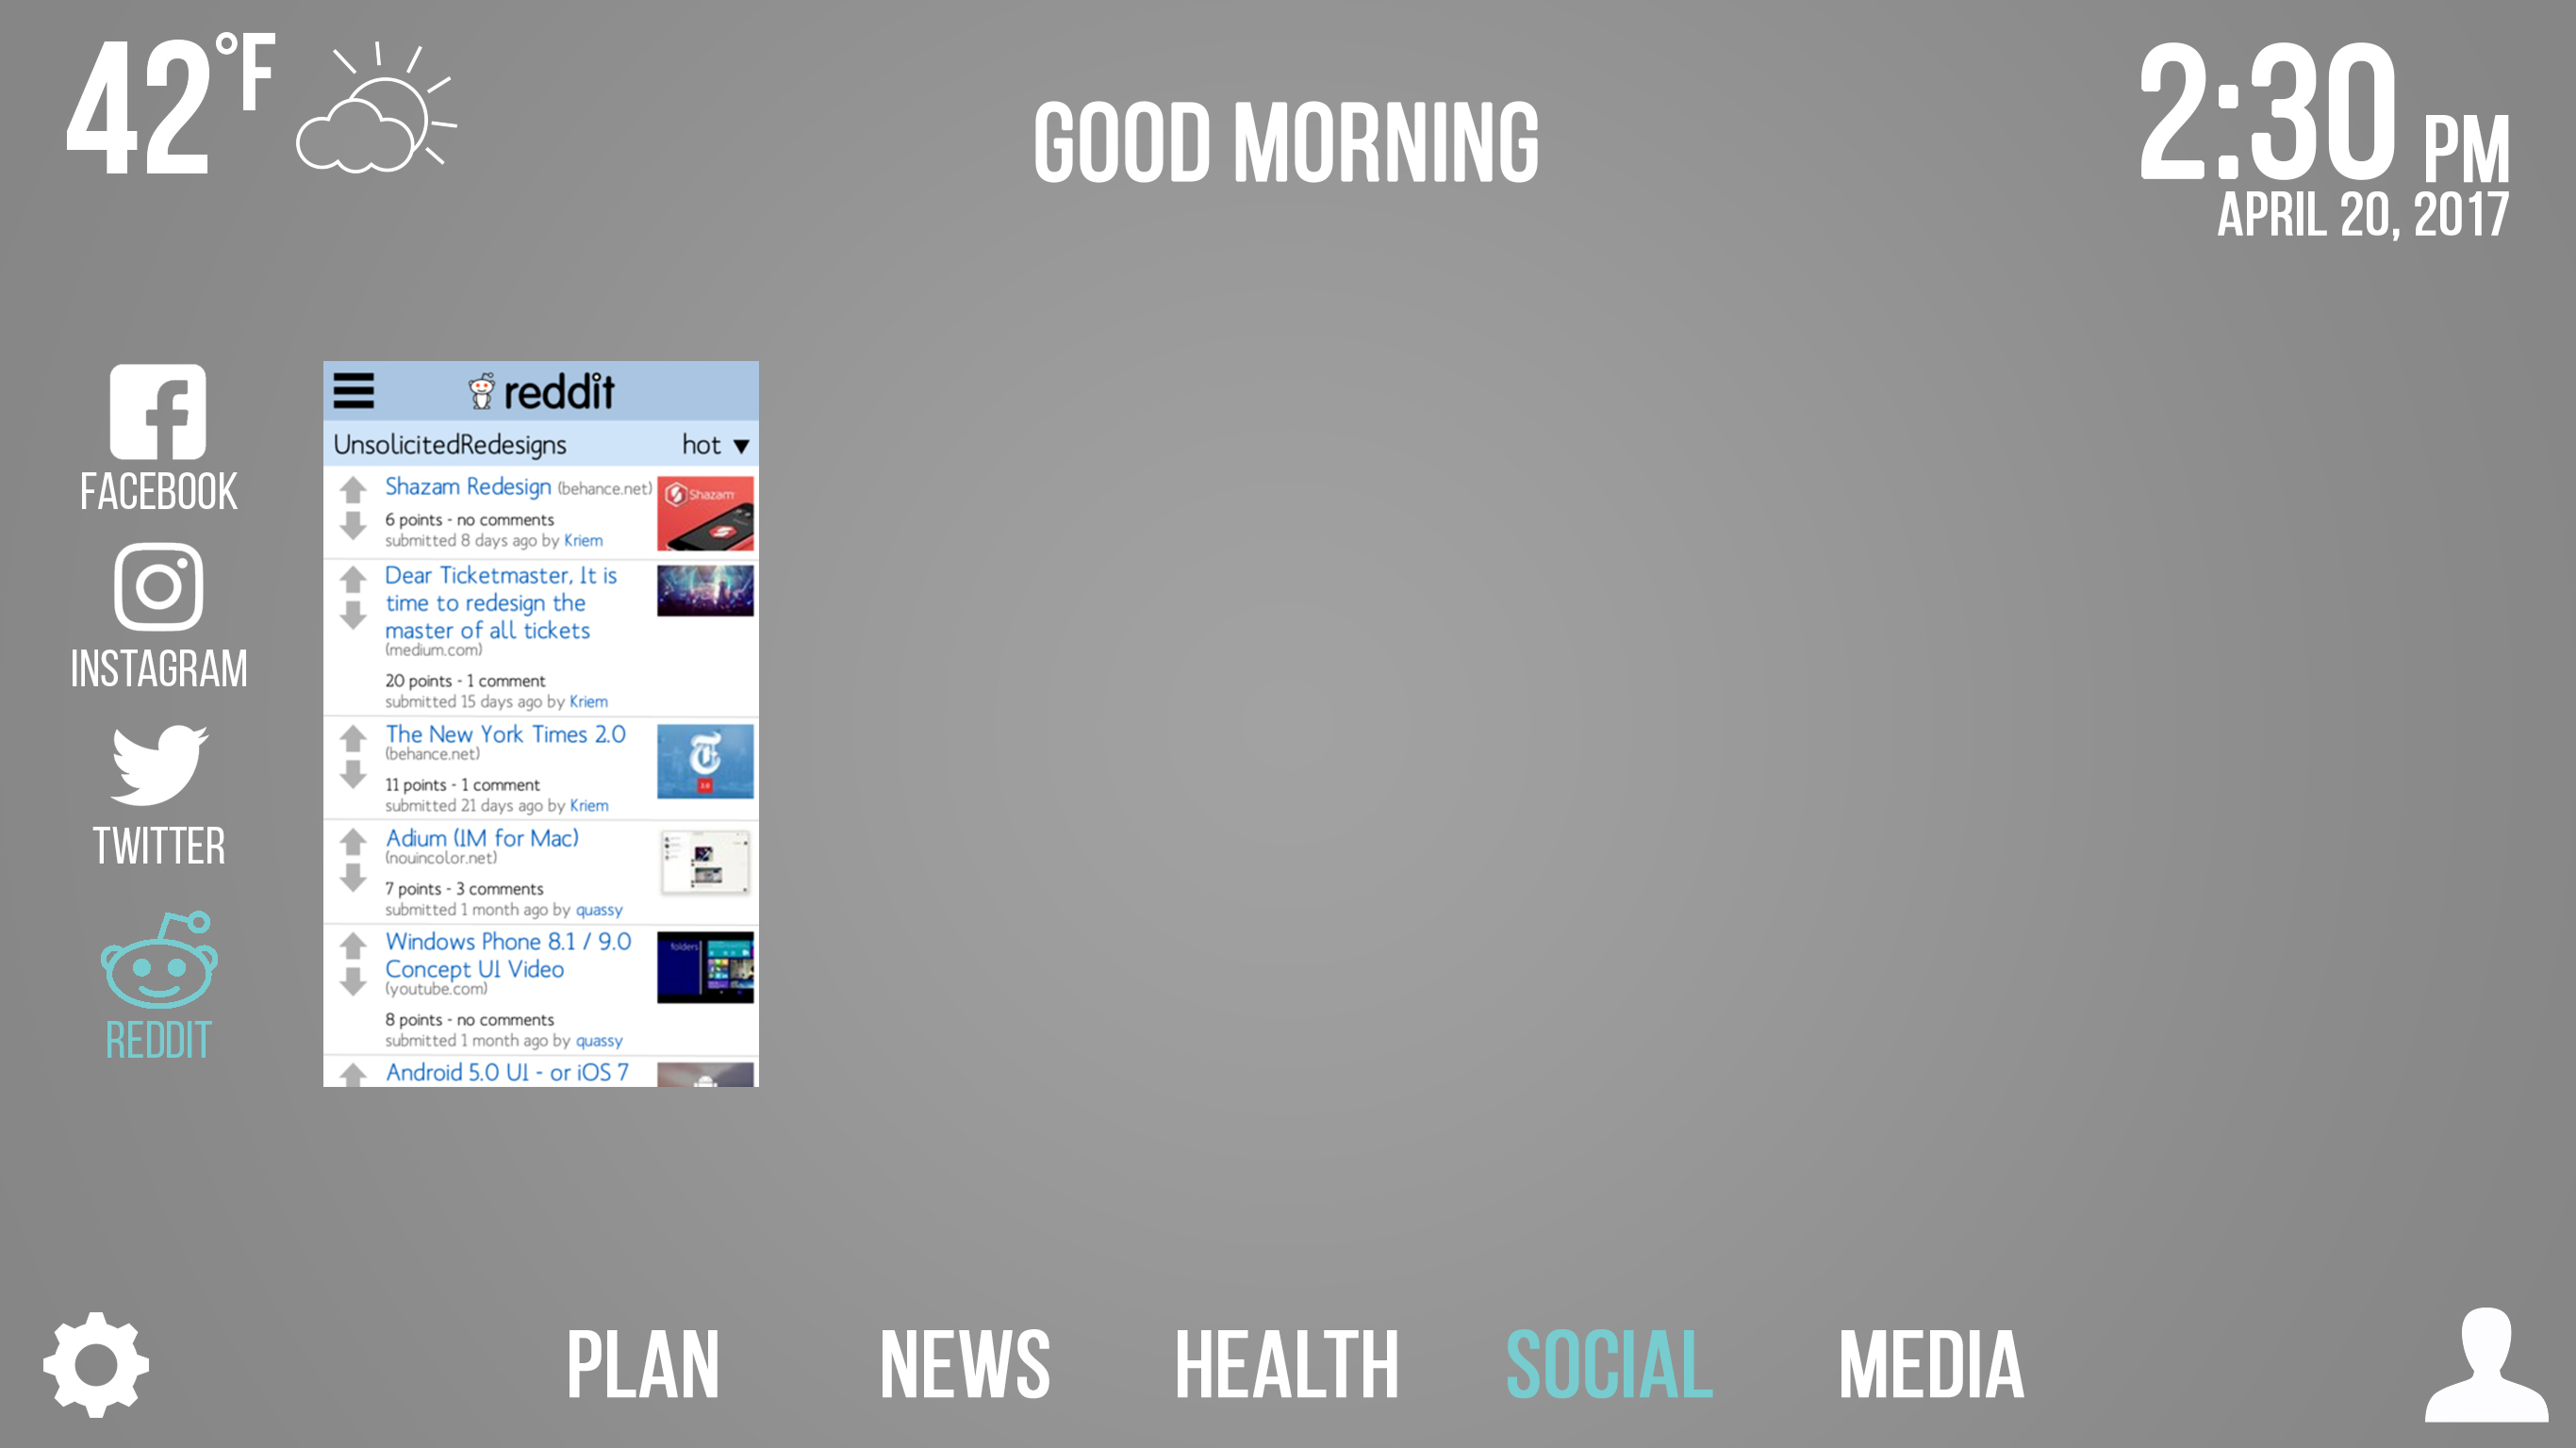 42°F
GOOD MORNING
2:30 PM
APRIL 20, 2017
FACEBOOK
INSTAGRAM
TWITTER
REDDIT
reddit
UnsolicitedRedesigns hot ▼
Shazam Redesign (behance.net)
6 points - no comments
submitted 8 days ago by Kriem
Shazam
Dear Ticketmaster, It is
time to redesign the
master of all tickets
(medium.com)
20 points - 1 comment
submitted 15 days ago by Kriem
The New York Times 2.0
(behance.net)
11 points - 1 comment
submitted 21 days ago by Kriem
T
2.0
Adium (IM for Mac)
(nouincolor.net)
7 points - 3 comments
submitted 1 month ago by quassy
Windows Phone 8.1 / 9.0
Concept UI Video
(youtube.com)
8 points - no comments
submitted 1 month ago by quassy
folders
Android 5.0 UI - or iOS 7
PLAN NEWS HEALTH SOCIAL MEDIA